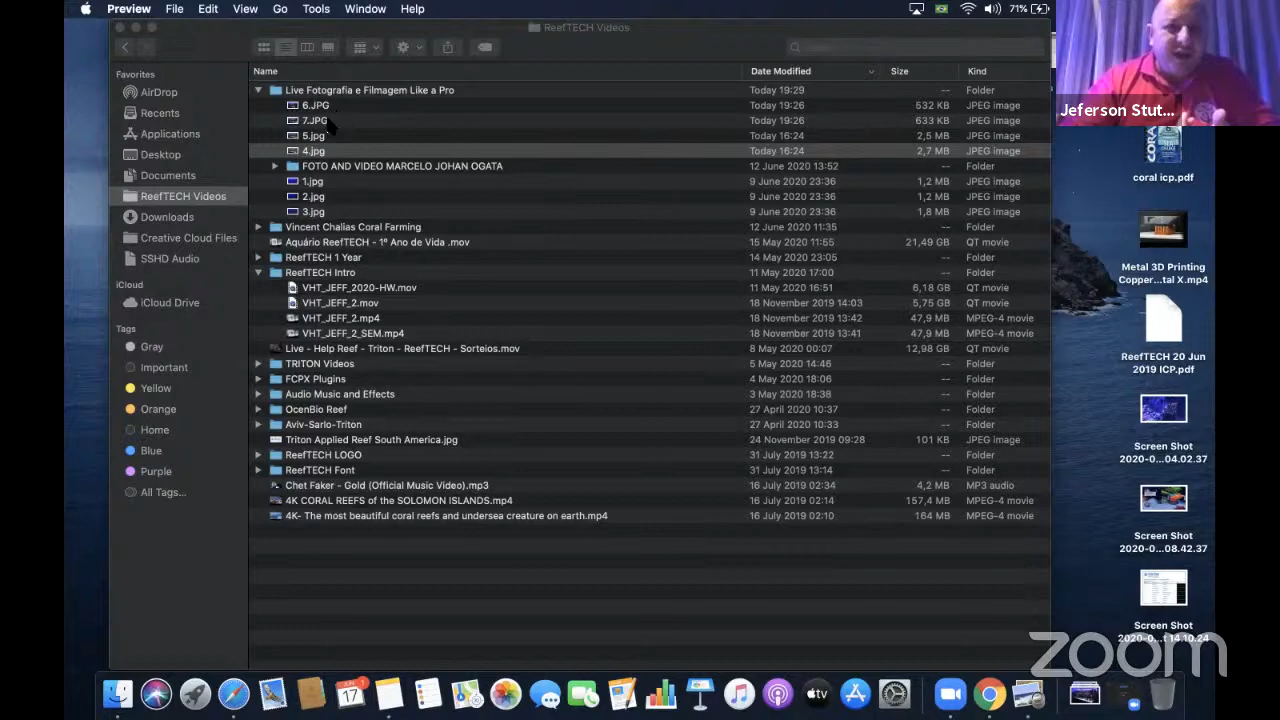 Preview File Edit View Go Tools Window Help 71%
ReefTECH Videos
Jeferson Stut...
Favorites
AirDrop
Recents
Applications
Desktop
Documents
ReefTECH Videos
Downloads
Creative Cloud Files
SSHD Audio
iCloud
iCloud Drive
Tags
Gray
Important
Yellow
Orange
Home
Blue
Purple
All Tags...
Name Date Modified Size Kind
Live Fotografia e Filmagem Like a Pro Today 19:29 -- Folder
6.JPG Today 19:26 532 KB JPEG image
7.JPG Today 19:26 633 KB JPEG image
5.jpg Today 16:24 2,5 MB JPEG image
4.jpg Today 16:24 2,7 MB JPEG image
FOTO AND VIDEO MARCELO JOHAN OGATA 12 June 2020 13:52 -- Folder
1.jpg 9 June 2020 23:36 1,2 MB JPEG image
2.jpg 9 June 2020 23:36 1,2 MB JPEG image
3.jpg 9 June 2020 23:36 1,8 MB JPEG image
Vincent Chalias Coral Farming 12 June 2020 11:35 -- Folder
Aquário ReefTECH - 1º Ano de Vida .mov 15 May 2020 11:55 21,49 GB QT movie
ReefTECH 1 Year 14 May 2020 23:05 -- Folder
ReefTECH Intro 11 May 2020 17:00 -- Folder
VHT_JEFF_2020-HW.mov 11 May 2020 16:51 6,18 GB QT movie
VHT_JEFF_2.mov 18 November 2019 14:03 5,75 GB QT movie
VHT_JEFF_2.mp4 18 November 2019 13:42 47,9 MB MPEG-4 movie
VHT_JEFF_2_SEM.mp4 18 November 2019 13:41 47,9 MB MPEG-4 movie
Live - Help Reef - Triton - ReefTECH - Sorteios.mov 8 May 2020 00:07 12,98 GB QT movie
TRITON Videos 5 May 2020 14:46 -- Folder
FCPX Plugins 4 May 2020 18:06 -- Folder
Audio Music and Effects 3 May 2020 18:38 -- Folder
OcenBio Reef 27 April 2020 10:37 -- Folder
Aviv-Sarlo-Triton 27 April 2020 10:33 -- Folder
Triton Applied Reef South America.jpg 24 November 2019 09:28 101 KB JPEG image
ReefTECH LOGO 31 July 2019 13:22 -- Folder
ReefTECH Font 31 July 2019 13:14 -- Folder
Chet Faker - Gold (Official Music Video).mp3 16 July 2019 02:34 4,2 MB MP3 audio
4K CORAL REEFS of the SOLOMON ISLANDS.mp4 16 July 2019 02:14 157,4 MB MPEG-4 movie
4K- The most beautiful coral reefs and undersea creature on earth.mp4 16 July 2019 02:10 164 MB MPEG-4 movie
CORAL
coral icp.pdf
Metal 3D Printing
Copper...tal X.mp4
ReefTECH 20 Jun
2019 ICP.pdf
Screen Shot
2020-0...04.02.37
Screen Shot
2020-0...08.42.37
Screen Shot
2020-0...t 14.10.24
zoom
17